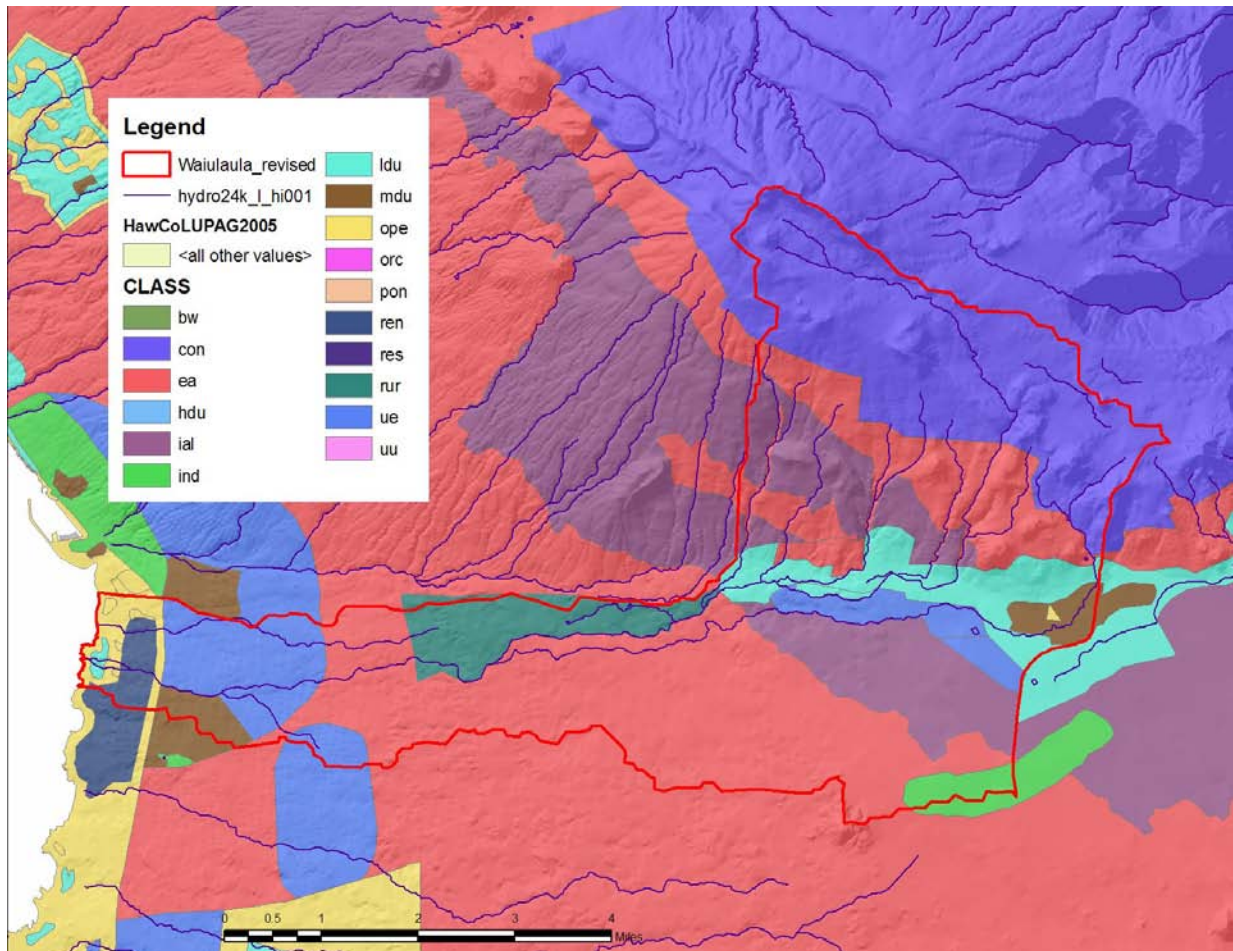 Legend
Waiulaula_revised
hydro24k_l_hi001
HawCoLUPAG2005
<all other values>
CLASS
bw
con
ea
hdu
ial
ind
ldu
mdu
ope
orc
pon
ren
res
rur
ue
uu
0 0.5 1 2 3 4
Miles